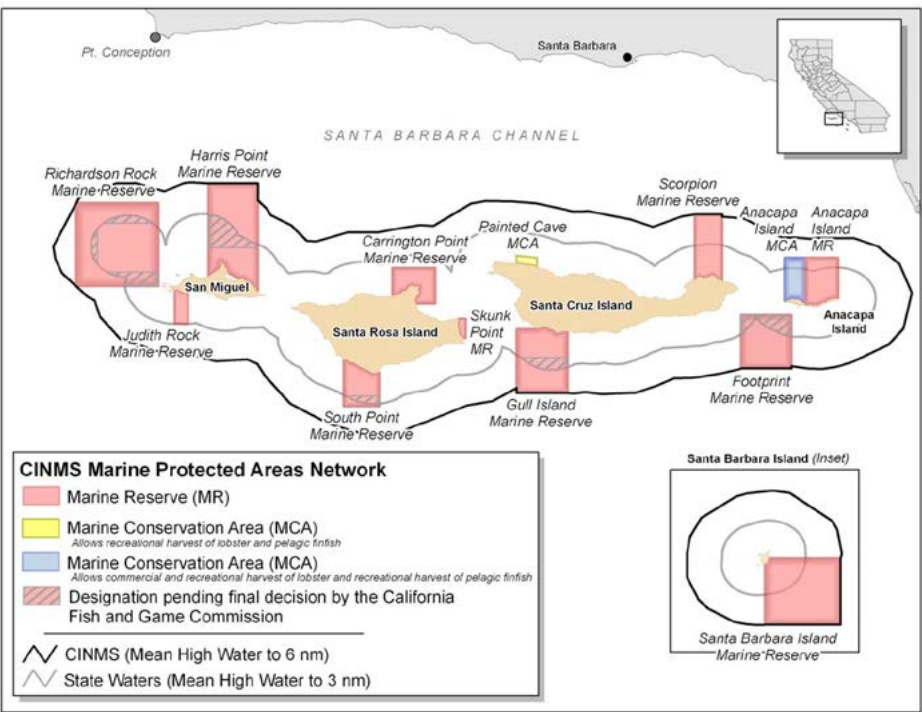 Pt. Conception
Santa Barbara
SANTA BARBARA CHANNEL
Richardson Rock
Marine Reserve
Harris Point
Marine Reserve
Carrington Point
Marine Reserve
Painted Cave
MCA
Scorpion
Marine Reserve
Anacapa
Island
MCA
Anacapa
Island
MR
San Miguel
Santa Rosa Island
Skunk
Point
MR
Santa Cruz Island
Anacapa
Island
Judith Rock
Marine Reserve
South Point
Marine Reserve
Gull Island
Marine Reserve
Footprint
Marine Reserve
CINMS Marine Protected Areas Network
Marine Reserve (MR)
Marine Conservation Area (MCA)
Allows recreational harvest of lobster and pelagic finfish
Marine Conservation Area (MCA)
Allows commercial and recreational harvest of lobster and recreational harvest of pelagic finfish
Designation pending final decision by the California
Fish and Game Commission
CINMS (Mean High Water to 6 nm)
State Waters (Mean High Water to 3 nm)
Santa Barbara Island (Inset)
Santa Barbara Island
Marine Reserve